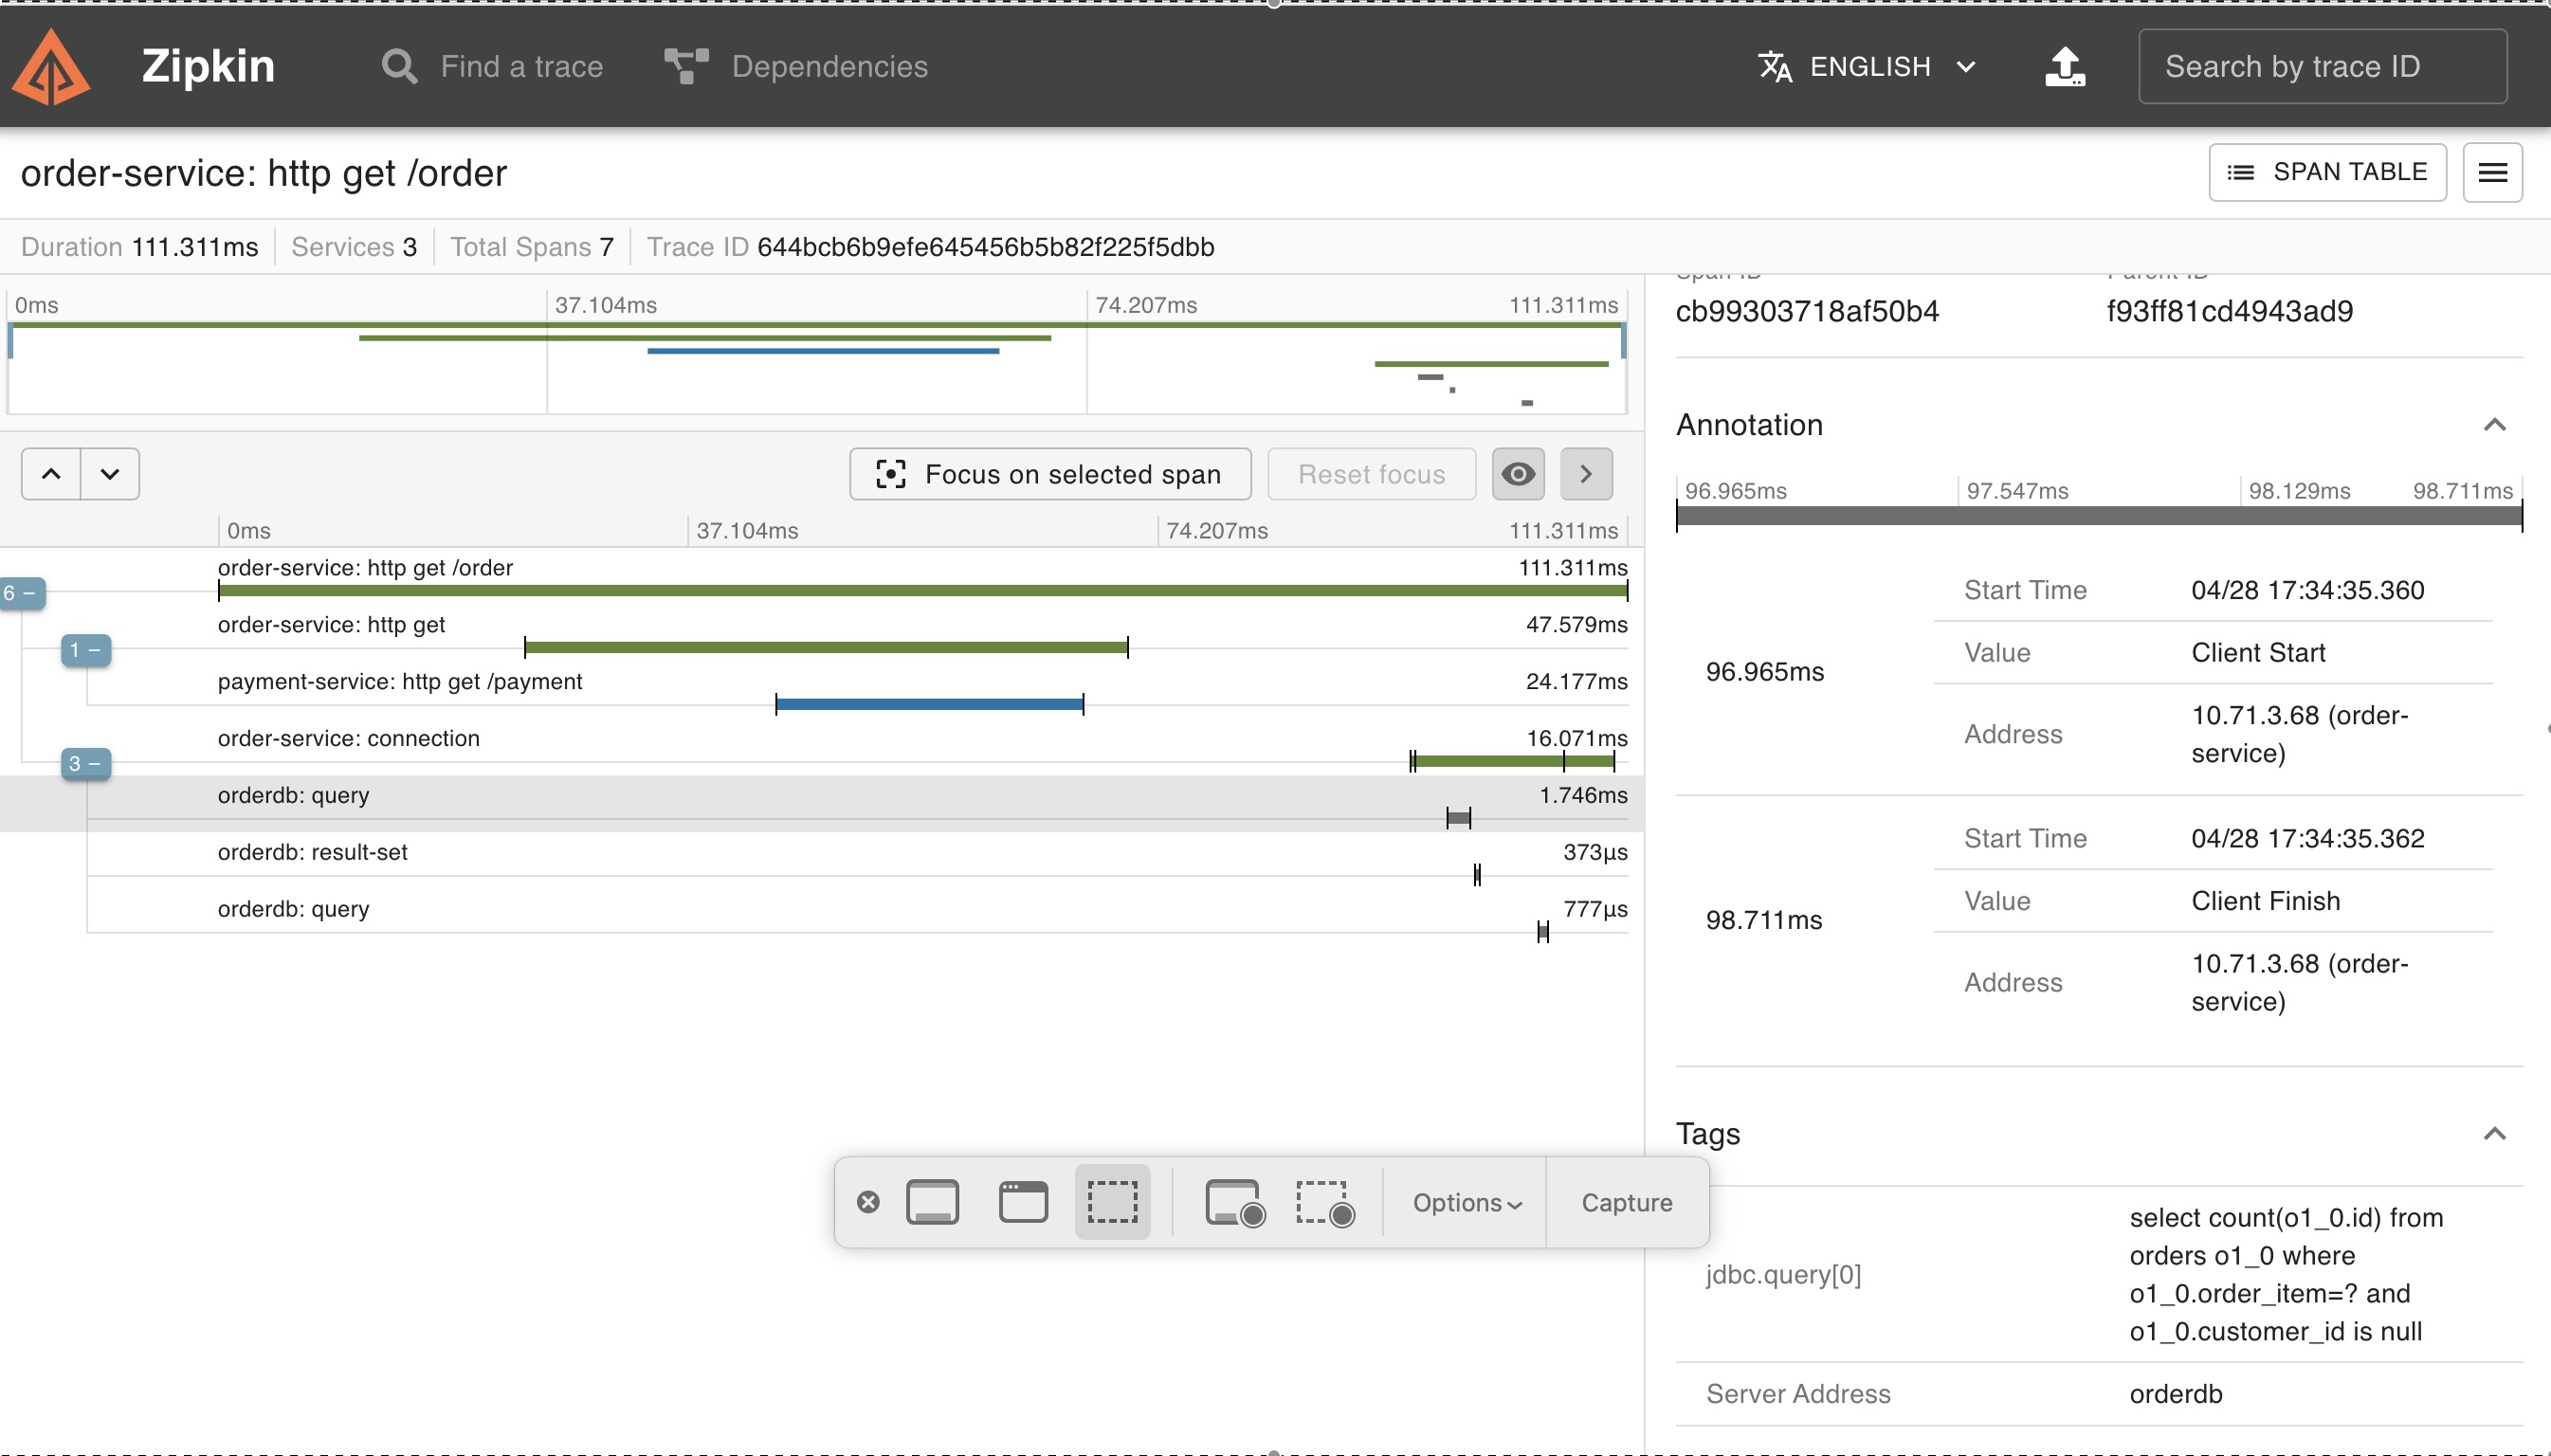 Zipkin
Find a trace
Dependencies
ENGLISH
Search by trace ID
order-service: http get /order
SPAN TABLE
Duration 111.311ms
Services 3
Total Spans 7
Trace ID 644bcb6b9efe645456b5b82f225f5dbb
0ms 37.104ms 74.207ms 111.311ms
Focus on selected span
Reset focus
0ms 37.104ms 74.207ms 111.311ms
order-service: http get /order 111.311ms
6 −
order-service: http get 47.579ms
1 −
payment-service: http get /payment 24.177ms
order-service: connection 16.071ms
3 −
orderdb: query 1.746ms
orderdb: result-set 373μs
orderdb: query 777μs
Span ID Parent ID
cb99303718af50b4 f93ff81cd4943ad9
Annotation
96.965ms 97.547ms 98.129ms 98.711ms
96.965ms
Start Time 04/28 17:34:35.360
Value Client Start
Address 10.71.3.68 (order-
service)
98.711ms
Start Time 04/28 17:34:35.362
Value Client Finish
Address 10.71.3.68 (order-
service)
Tags
jdbc.query[0]
select count(o1_0.id) from
orders o1_0 where
o1_0.order_item=? and
o1_0.customer_id is null
Server Address orderdb
Options
Capture